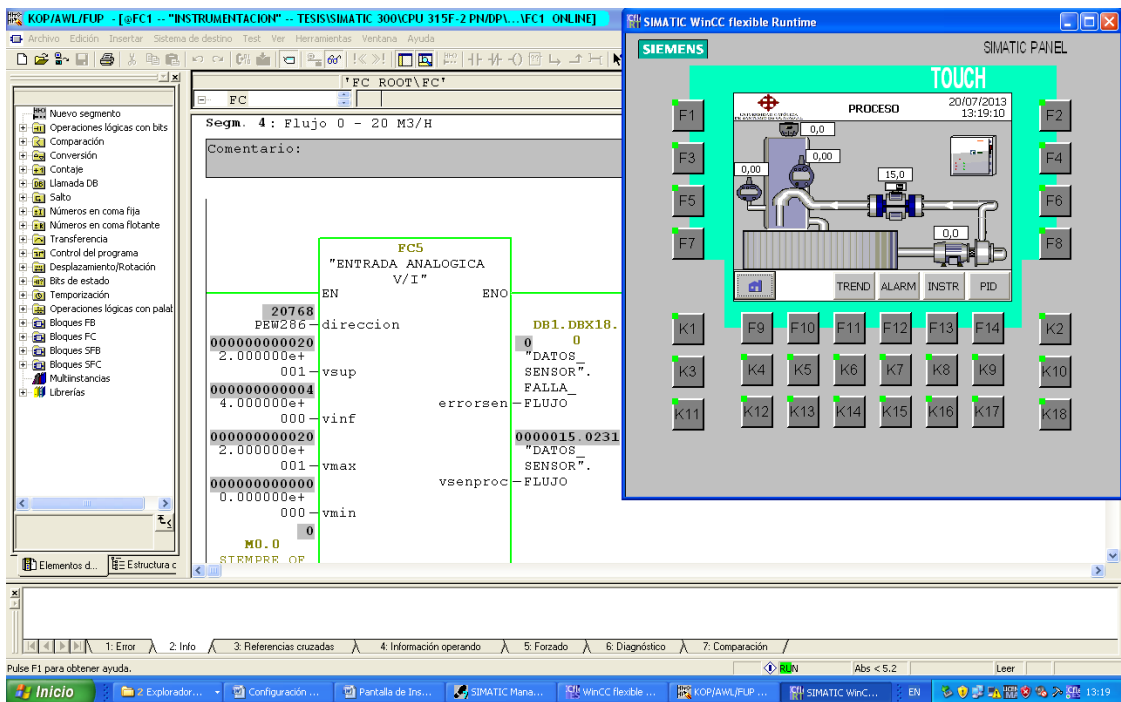 KOP/AWL/FUP - [@FC1 -- "INSTRUMENTACION" -- TESIS\SIMATIC 300\CPU 315F-2 PN/DP\...\FC1 ONLINE]
Archivo Edición Insertar Sistema de destino Test Ver Herramientas Ventana Ayuda
Nuevo segmento
Operaciones lógicas con bits
Comparación
Conversión
Contaje
Llamada DB
Salto
Números en coma fija
Números en coma flotante
Transferencia
Control del programa
Desplazamiento/Rotación
Bits de estado
Temporización
Operaciones lógicas con palab
Bloques FB
Bloques FC
Bloques SFB
Bloques SFC
Multiinstancias
Librerías
Elementos d... Estructura c
'FC ROOT\FC'
FC
Segm. 4: Flujo 0 - 20 M3/H
Comentario:
FC5
"ENTRADA ANALOGICA
V/I"
EN ENO
20768
PEW286 direccion DB1.DBX18.
000000000020 0 0
2.000000e+ "DATOS_
001 vsup SENSOR".
000000000004 FALLA_
4.000000e+ errorsen FLUJO
000 vinf
000000000020 0000015.0231
2.000000e+ "DATOS_
001 vmax SENSOR".
000000000000 vsenproc FLUJO
0.000000e+
000 vmin
0
M0.0
SIEMPRE OF
SIMATIC WinCC flexible Runtime
SIEMENS SIMATIC PANEL
TOUCH
F1 F2
F3 F4
F5 F6
F7 F8
PROCESO 20/07/2013
13:19:10
0,0
0,00
0,00
15,0
0,0
TREND ALARM INSTR PID
K1 F9 F10 F11 F12 F13 F14 K2
K3 K4 K5 K6 K7 K8 K9 K10
K11 K12 K13 K14 K15 K16 K17 K18
1: Error 2: Info 3: Referencias cruzadas 4: Información operando 5: Forzado 6: Diagnóstico 7: Comparación
Pulse F1 para obtener ayuda. RUN Abs < 5.2 Leer
Inicio 2 Explorador... Configuración ... Pantalla de Ins... SIMATIC Mana... WinCC flexible ... KOP/AWL/FUP ... SIMATIC WinC... EN 13:19